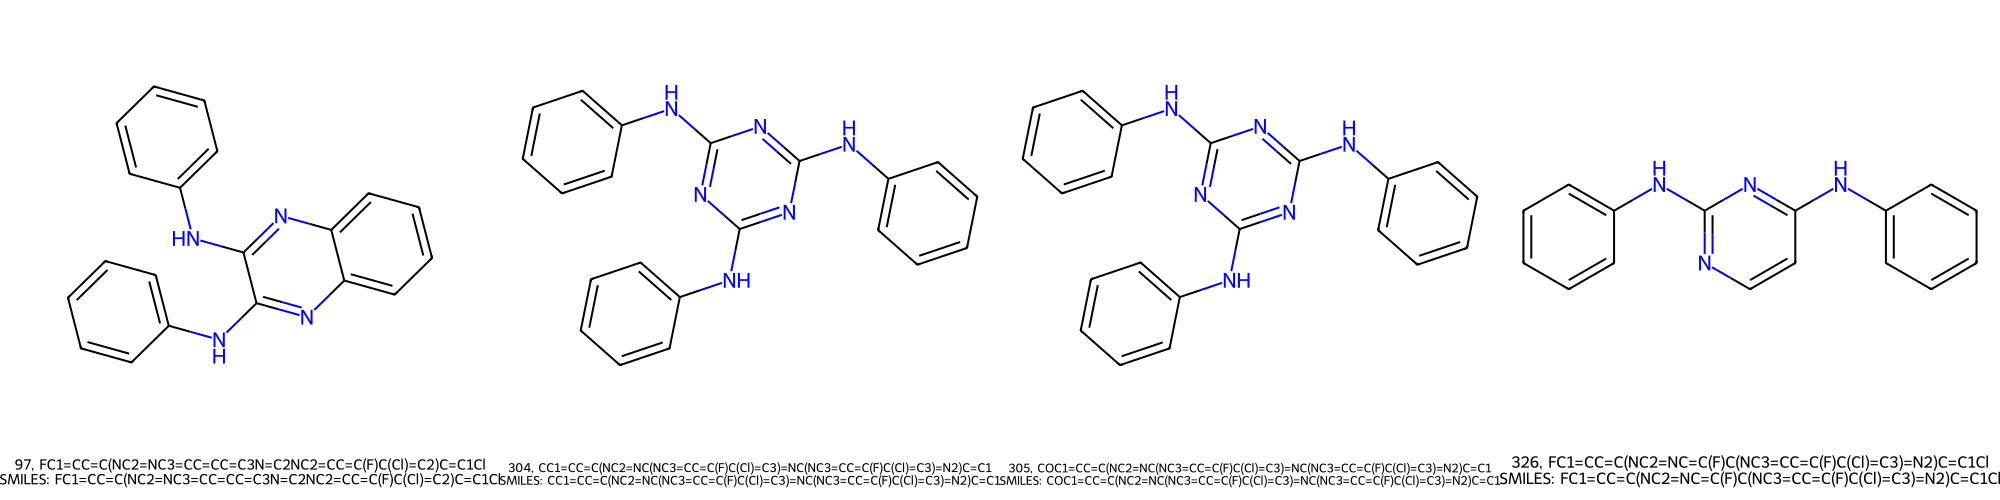 H
N
N
N
HN
N
N
H
H
N
N
N
N
NH
H
N
H
N
N
N
N
NH
H
N
H
N
N
N
H
N
97, FC1=CC=C(NC2=NC3=CC=CC=C3N=C2NC2=CC=C(F)C(Cl)=C2)C=C1Cl
SMILES: FC1=CC=C(NC2=NC3=CC=CC=C3N=C2NC2=CC=C(F)C(Cl)=C2)C=C1Cl
304, CC1=CC=C(NC2=NC(NC3=CC=C(F)C(Cl)=C3)=NC(NC3=CC=C(F)C(Cl)=C3)=N2)C=C1
SMILES: CC1=CC=C(NC2=NC(NC3=CC=C(F)C(Cl)=C3)=NC(NC3=CC=C(F)C(Cl)=C3)=N2)C=C1
305, COC1=CC=C(NC2=NC(NC3=CC=C(F)C(Cl)=C3)=NC(NC3=CC=C(F)C(Cl)=C3)=N2)C=C1
SMILES: COC1=CC=C(NC2=NC(NC3=CC=C(F)C(Cl)=C3)=NC(NC3=CC=C(F)C(Cl)=C3)=N2)C=C1
326, FC1=CC=C(NC2=NC=C(F)C(NC3=CC=C(F)C(Cl)=C3)=N2)C=C1Cl
SMILES: FC1=CC=C(NC2=NC=C(F)C(NC3=CC=C(F)C(Cl)=C3)=N2)C=C1Cl